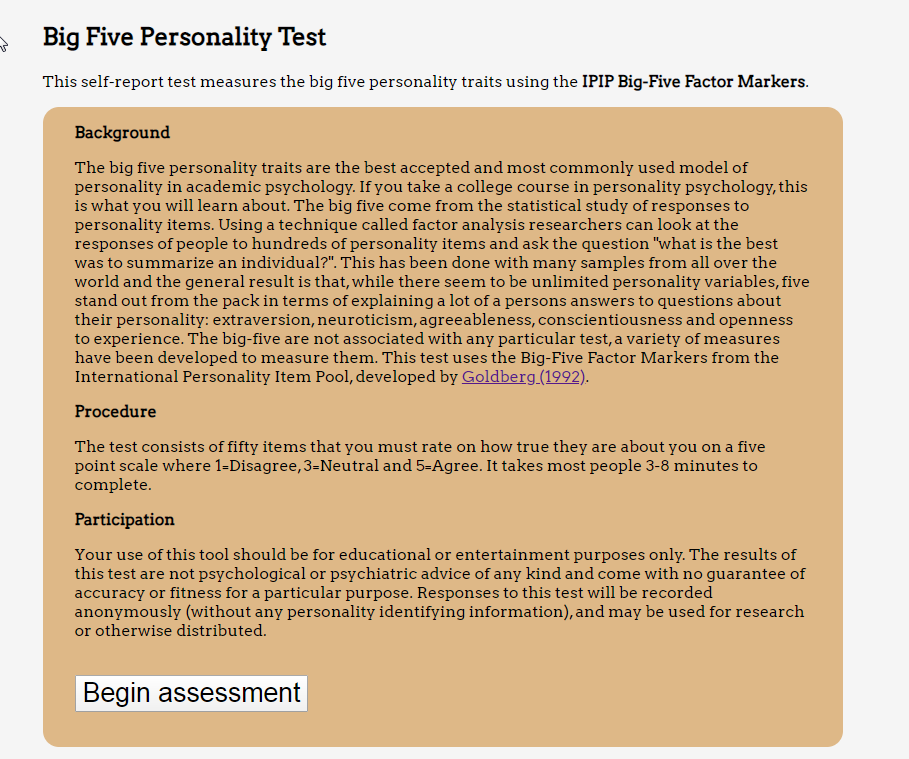 Big Five Personality Test
This self-report test measures the big five personality traits using the IPIP Big-Five Factor Markers.
Background
The big five personality traits are the best accepted and most commonly used model of
personality in academic psychology. If you take a college course in personality psychology, this
is what you will learn about. The big five come from the statistical study of responses to
personality items. Using a technique called factor analysis researchers can look at the
responses of people to hundreds of personality items and ask the question "what is the best
was to summarize an individual?". This has been done with many samples from all over the
world and the general result is that, while there seem to be unlimited personality variables, five
stand out from the pack in terms of explaining a lot of a persons answers to questions about
their personality: extraversion, neuroticism, agreeableness, conscientiousness and openness
to experience. The big-five are not associated with any particular test, a variety of measures
have been developed to measure them. This test uses the Big-Five Factor Markers from the
International Personality Item Pool, developed by Goldberg (1992).
Procedure
The test consists of fifty items that you must rate on how true they are about you on a five
point scale where 1=Disagree, 3=Neutral and 5=Agree. It takes most people 3-8 minutes to
complete.
Participation
Your use of this tool should be for educational or entertainment purposes only. The results of
this test are not psychological or psychiatric advice of any kind and come with no guarantee of
accuracy or fitness for a particular purpose. Responses to this test will be recorded
anonymously (without any personality identifying information), and may be used for research
or otherwise distributed.
Begin assessment